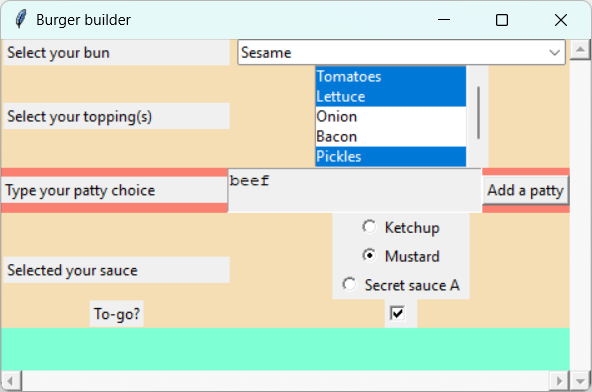 Burger builder
Select your bun
Sesame
Select your topping(s)
Tomatoes
Lettuce
Onion
Bacon
Pickles
Type your patty choice
beef
Add a patty
Selected your sauce
Ketchup
Mustard
Secret sauce A
To-go?